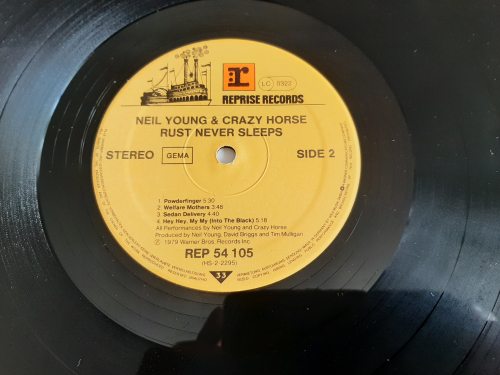 r
LC 0322
REPRISE RECORDS
NEIL YOUNG & CRAZY HORSE
RUST NEVER SLEEPS
STEREO GEMA SIDE 2
1 Powderfinger 5.30
2 Welfare Mothers 3:48
3 Sedan Delivery 4.40
4 Hey Hey, My My (Into The Black) 5.18
All Performances by Neil Young and Crazy Horse
Produced by Neil Young, David Briggs and Tim Mulligan
℗ 1979 Warner Bros. Records Inc.
REP 54 105
(HS-2-2295)
33